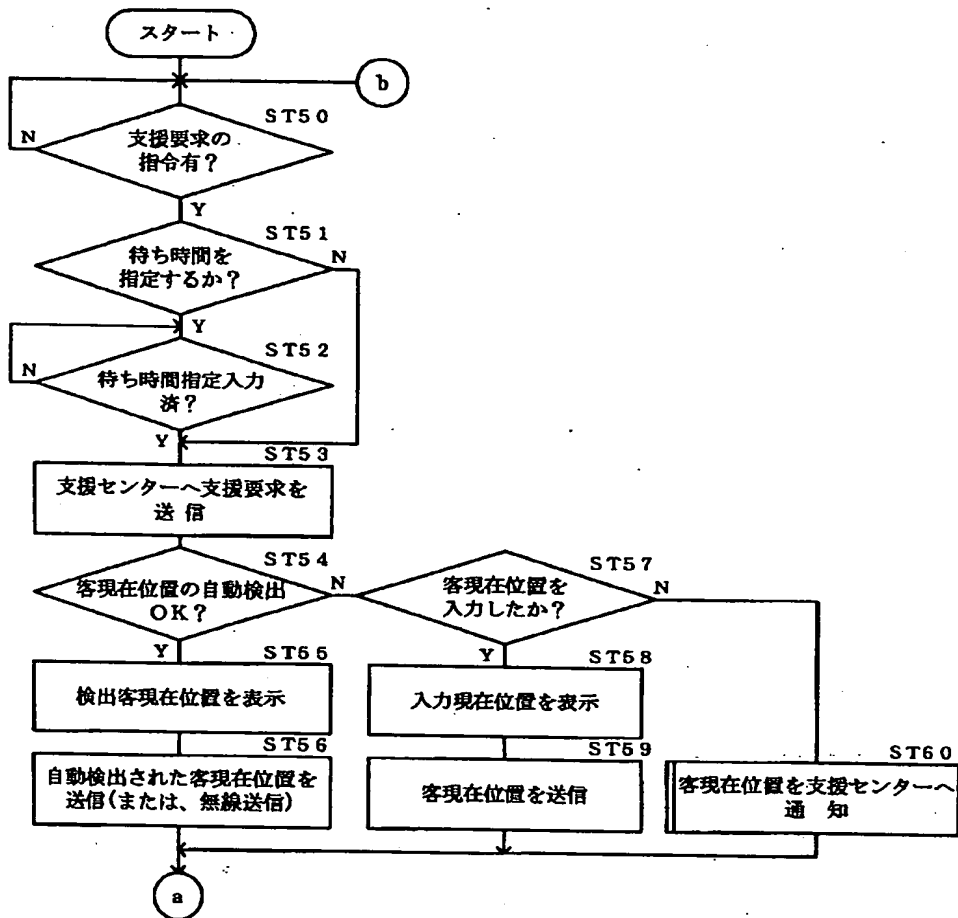 スタート
b
ST50
N
支援要求の
指令有？
Y
ST51
待ち時間を
指定するか？
N
Y
ST52
N
待ち時間指定入力
済？
Y
ST53
支援センターへ支援要求を
送 信
ST54
客現在位置の自動検出
OK？
N
ST57
客現在位置を
入力したか？
N
Y
ST55
検出客現在位置を表示
Y
ST58
入力現在位置を表示
ST56
自動検出された客現在位置を
送信(または、無線送信)
ST59
客現在位置を送信
ST60
客現在位置を支援センターへ
通 知
a